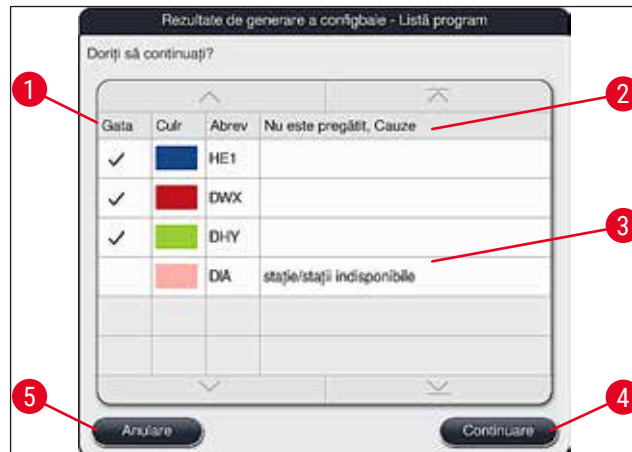 Rezultate de generare a configbaie - Listă program
Doriți să continuați?
1
2
Gata Culr Abrev Nu este pregătit, Cauze
HE1
DWX
3
DHY
DIA stație/stații indisponibile
5
4
Anulare Continuare